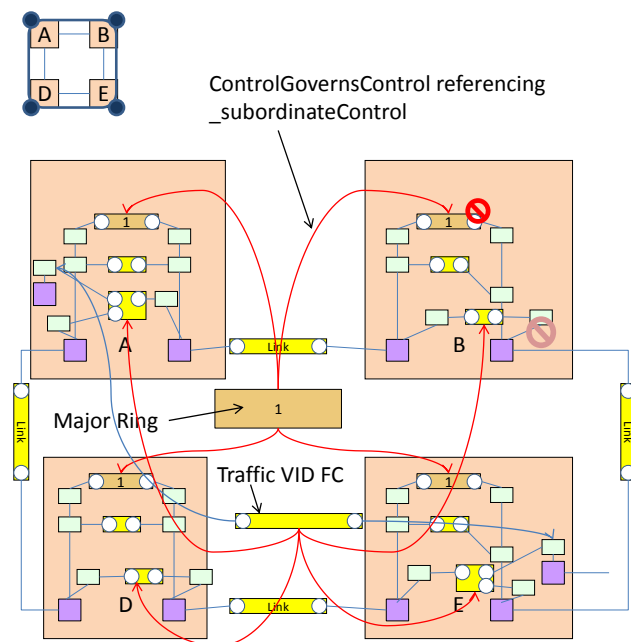 A B
D E
ControlGovernsControl referencing
_subordinateControl
1
1
A
Link
B
Link
Link
Major Ring
1
1
Traffic VID FC
1
D
Link
E